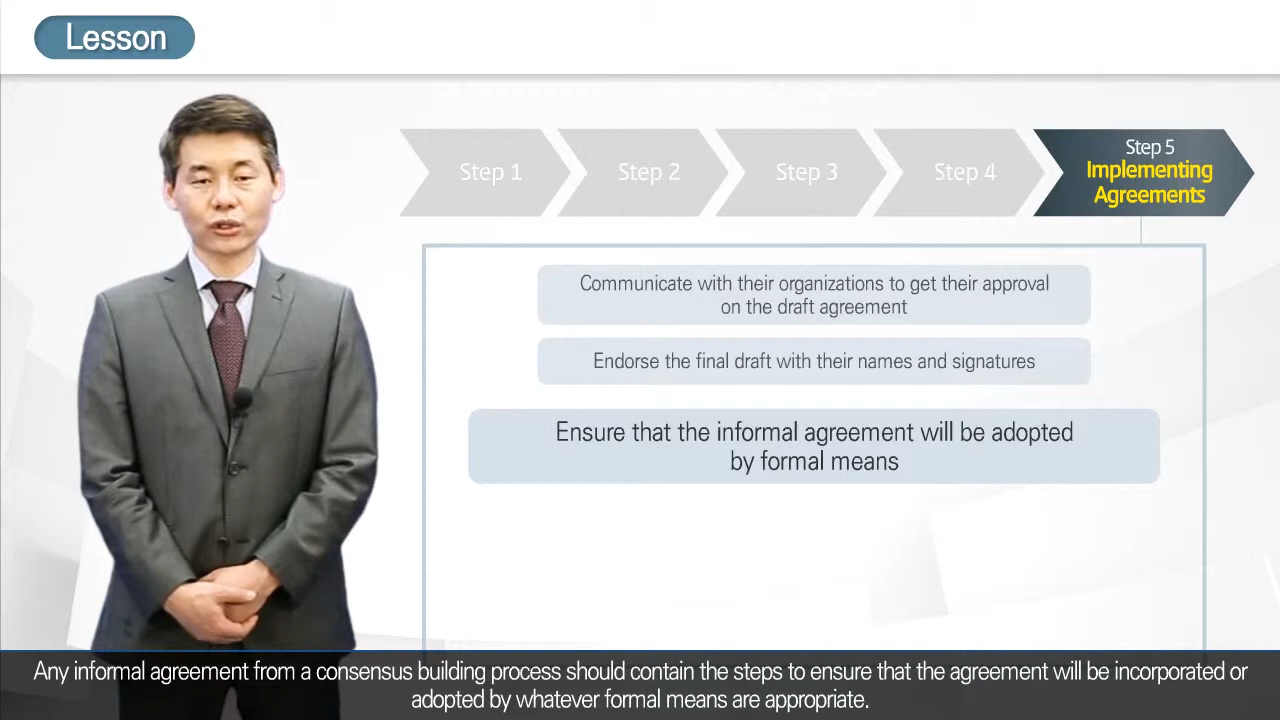 Lesson
Step 1
Step 2
Step 3
Step 4
Step 5
Implementing
Agreements
Communicate with their organizations to get their approval
on the draft agreement
Endorse the final draft with their names and signatures
Ensure that the informal agreement will be adopted
by formal means
Any informal agreement from a consensus building process should contain the steps to ensure that the agreement will be incorporated or
adopted by whatever formal means are appropriate.